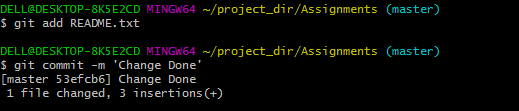 DELL@DESKTOP-8K5E2CD MINGW64 ~/project_dir/Assignments (master)
$ git add README.txt
DELL@DESKTOP-8K5E2CD MINGW64 ~/project_dir/Assignments (master)
$ git commit -m 'Change Done'
[master 53efcb6] Change Done
 1 file changed, 3 insertions(+)